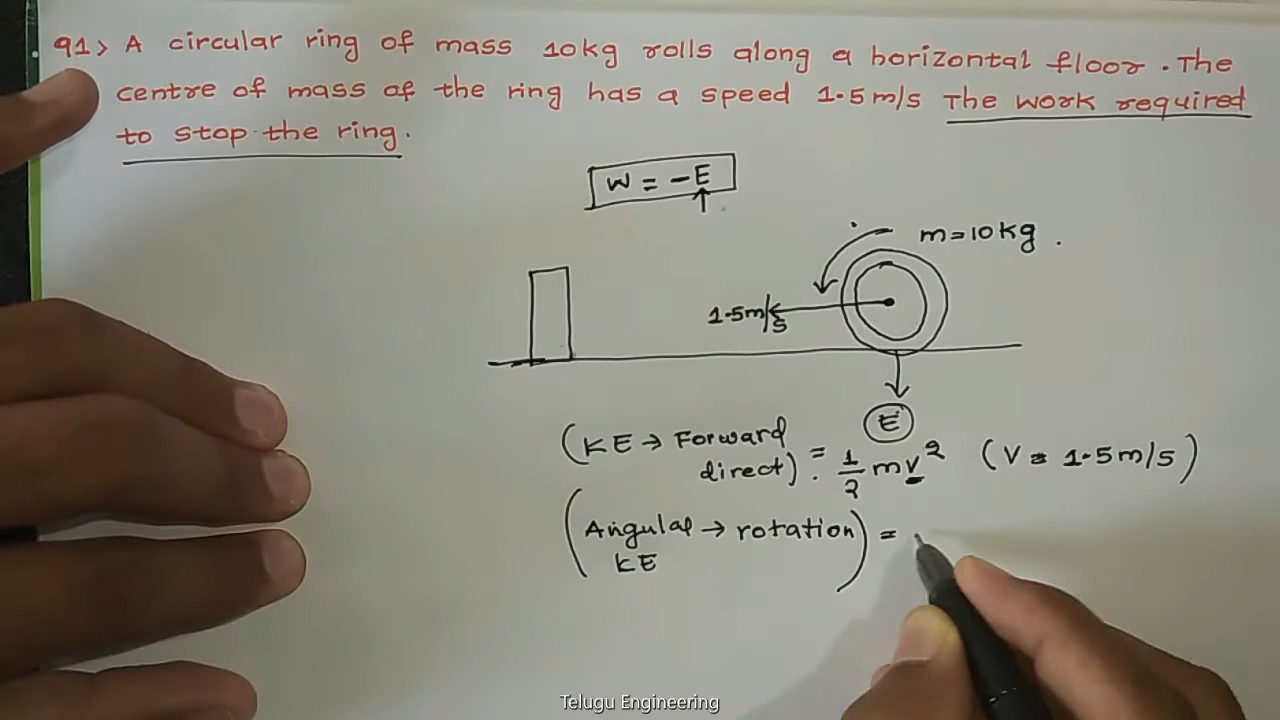 Q1> A circular ring of mass 10kg rolls along a horizontal floor. The
centre of mass of the ring has a speed 1.5m/s The work required
to stop the ring.
W = -E
m=10kg.
1.5m/s
E
(KE → Forward direct) = 1/2 mv² (V = 1.5m/s)
(Angular → rotation KE) =
Telugu Engineering